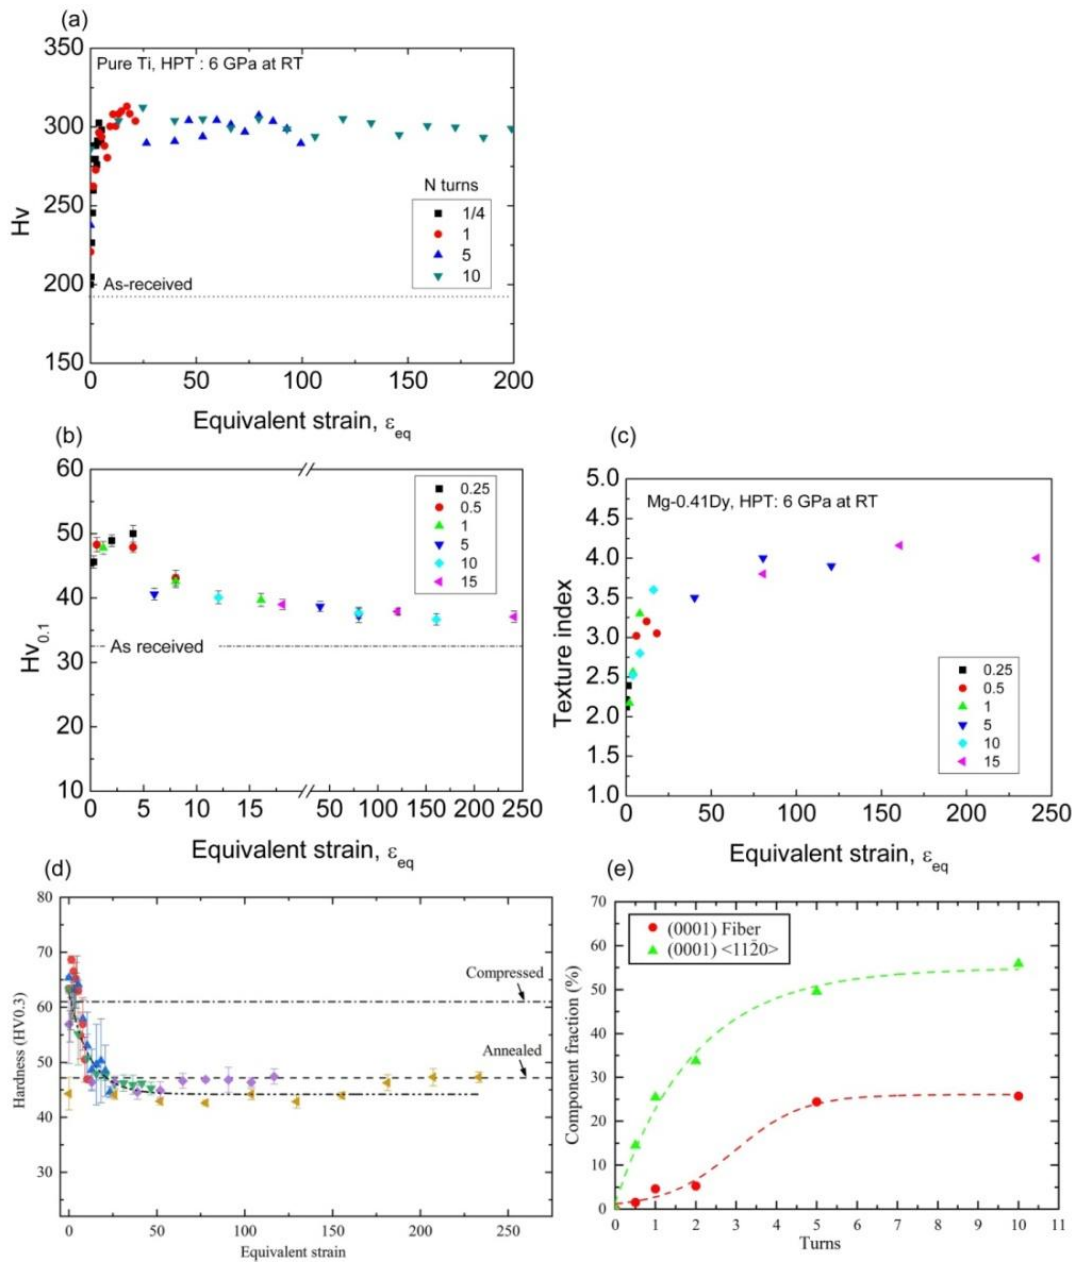 (a)
350
Pure Ti, HPT : 6 GPa at RT
300
250
200
150
Hv
N turns
1/4
1
5
10
As-received
0 50 100 150 200
Equivalent strain, εeq
(b)
60
50
40
30
20
10
Hv0.1
0.25
0.5
1
5
10
15
As received
0 5 10 15 50 100 150 200 250
Equivalent strain, εeq
(c)
5.0
4.5
4.0
3.5
3.0
2.5
2.0
1.5
1.0
Texture index
Mg-0.41Dy, HPT: 6 GPa at RT
0.25
0.5
1
5
10
15
0 50 100 150 200 250
Equivalent strain, εeq
(d)
80
70
60
50
40
30
Hardness (HV0.3)
Compressed
Annealed
0 50 100 150 200 250
Equivalent strain
(e)
70
60
50
40
30
20
10
0
Component fraction (%)
(0001) Fiber
(0001) <112̄0>
0 1 2 3 4 5 6 7 8 9 10 11
Turns